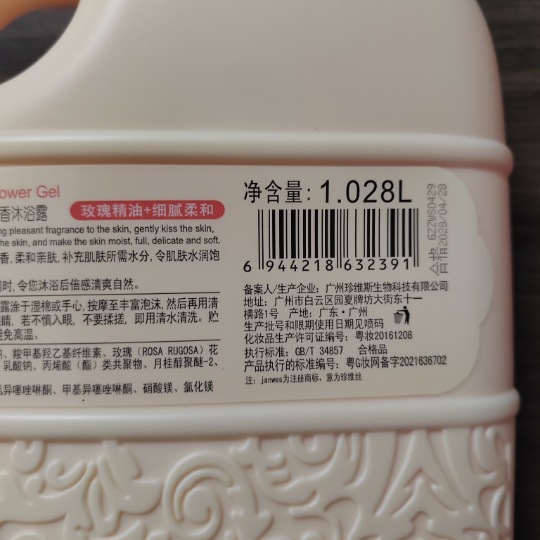 ower Gel
香沐浴露
玫瑰精油+细腻柔和
ng pleasant fragrance to the skin, gently kiss the skin,
he skin, and make the skin moist, full, delicate and soft.
香, 柔和亲肤, 补充肌肤所需水分, 令肌肤水润饱
时, 令您沐浴后倍感清爽自然。
露涂于湿棉或手心, 按摩至丰富泡沫, 然后再用清
睛, 若不慎入眼, 不要揉搓, 即用清水清洗。贮
避免高温。
羧甲基羟乙基纤维素、玫瑰 (ROSA RUGOSA) 花
乳酸钠、丙烯酸 (酯) 类共聚物、月桂醇聚醚-2、
异噻唑啉酮、甲基异噻唑啉酮、硝酸镁、氯化镁
净含量: 1.028L
6 944218 632391
合格
GZZWS0429
2028/04/28
备案人/生产企业: 广州珍维斯生物科技有限公司
地址: 广州市白云区园夏牌坊大街东十一
横路1号 产地: 广东·广州
生产批号和限期使用日期见喷码
化妆品生产许可证编号: 粤妆20161208
执行标准: GB/T 34857 合格品
产品执行的标准编号: 粤G妆网备字2021636702
注: janwes为注册商标, 意为珍维丝